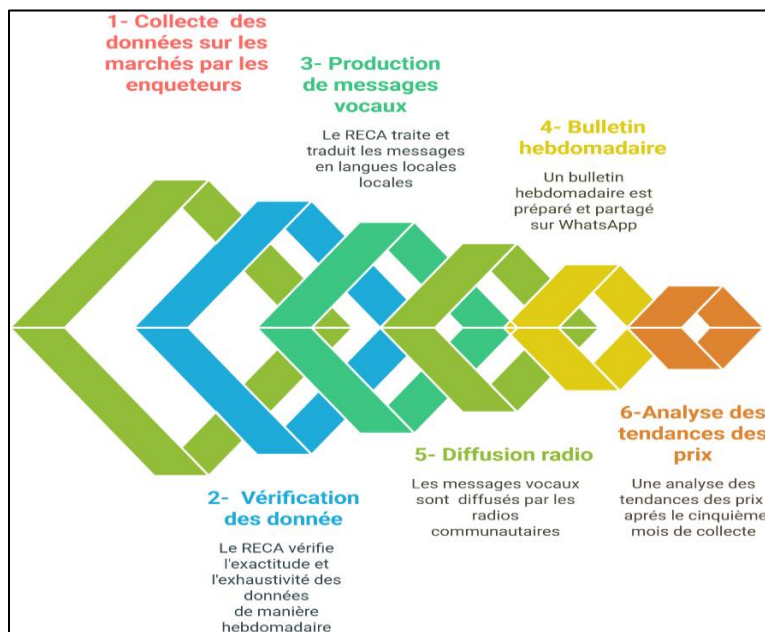 1- Collecte des
données sur les
marchés par les
enqueteurs
2- Vérification
des donnée
Le RECA vérifie
l'exactitude et
l'exhaustivité des
données
de manière
hebdomadaire
3- Production
de messages
vocaux
Le RECA traite et
traduit les messages
en langues locales
locales
4- Bulletin
hebdomadaire
Un bulletin
hebdomadaire est
préparé et partagé
sur WhatsApp
5- Diffusion radio
Les messages vocaux
sont diffusés par les
radios
communautaires
6-Analyse des
tendances des
prix
Une analyse des
tendances des prix
aprés le cinquième
mois de collecte